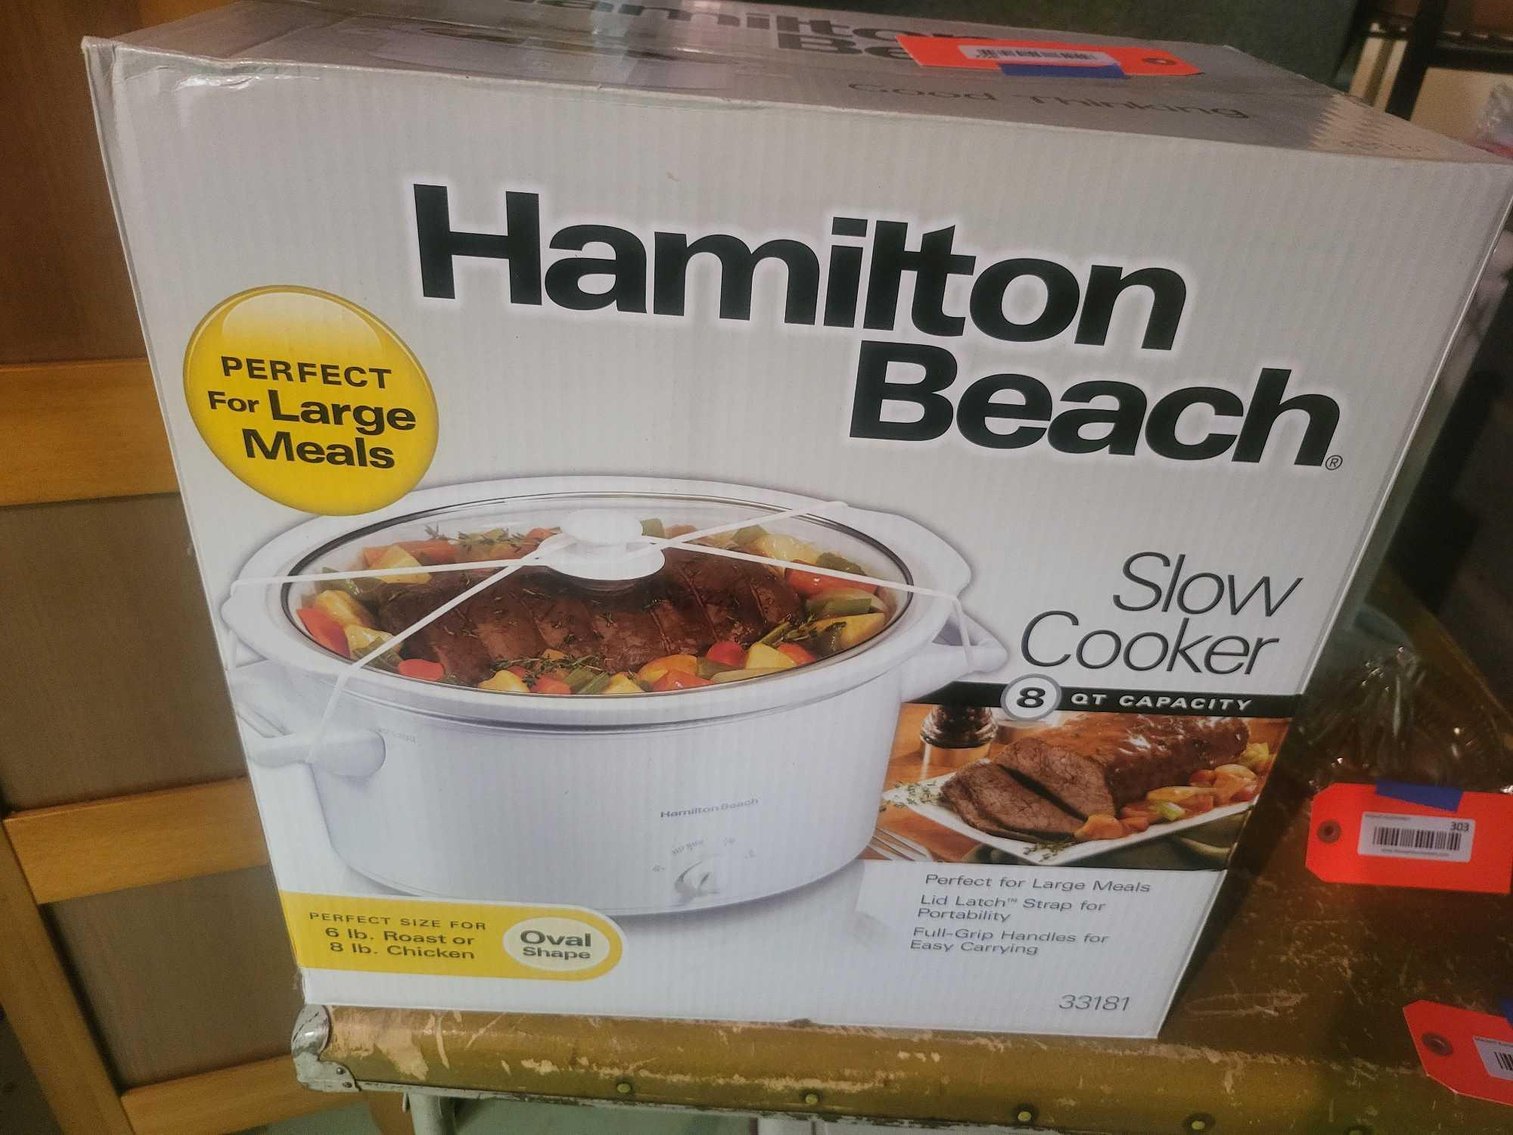 Good Thinking
Hamilton
Beach®
PERFECT
For Large
Meals
Slow
Cooker
8 QT CAPACITY
Hamilton Beach
Perfect for Large Meals
Lid Latch™ Strap for
Portability
Full-Grip Handles for
Easy Carrying
PERFECT SIZE FOR
6 lb. Roast or
8 lb. Chicken
Oval
Shape
33181
303